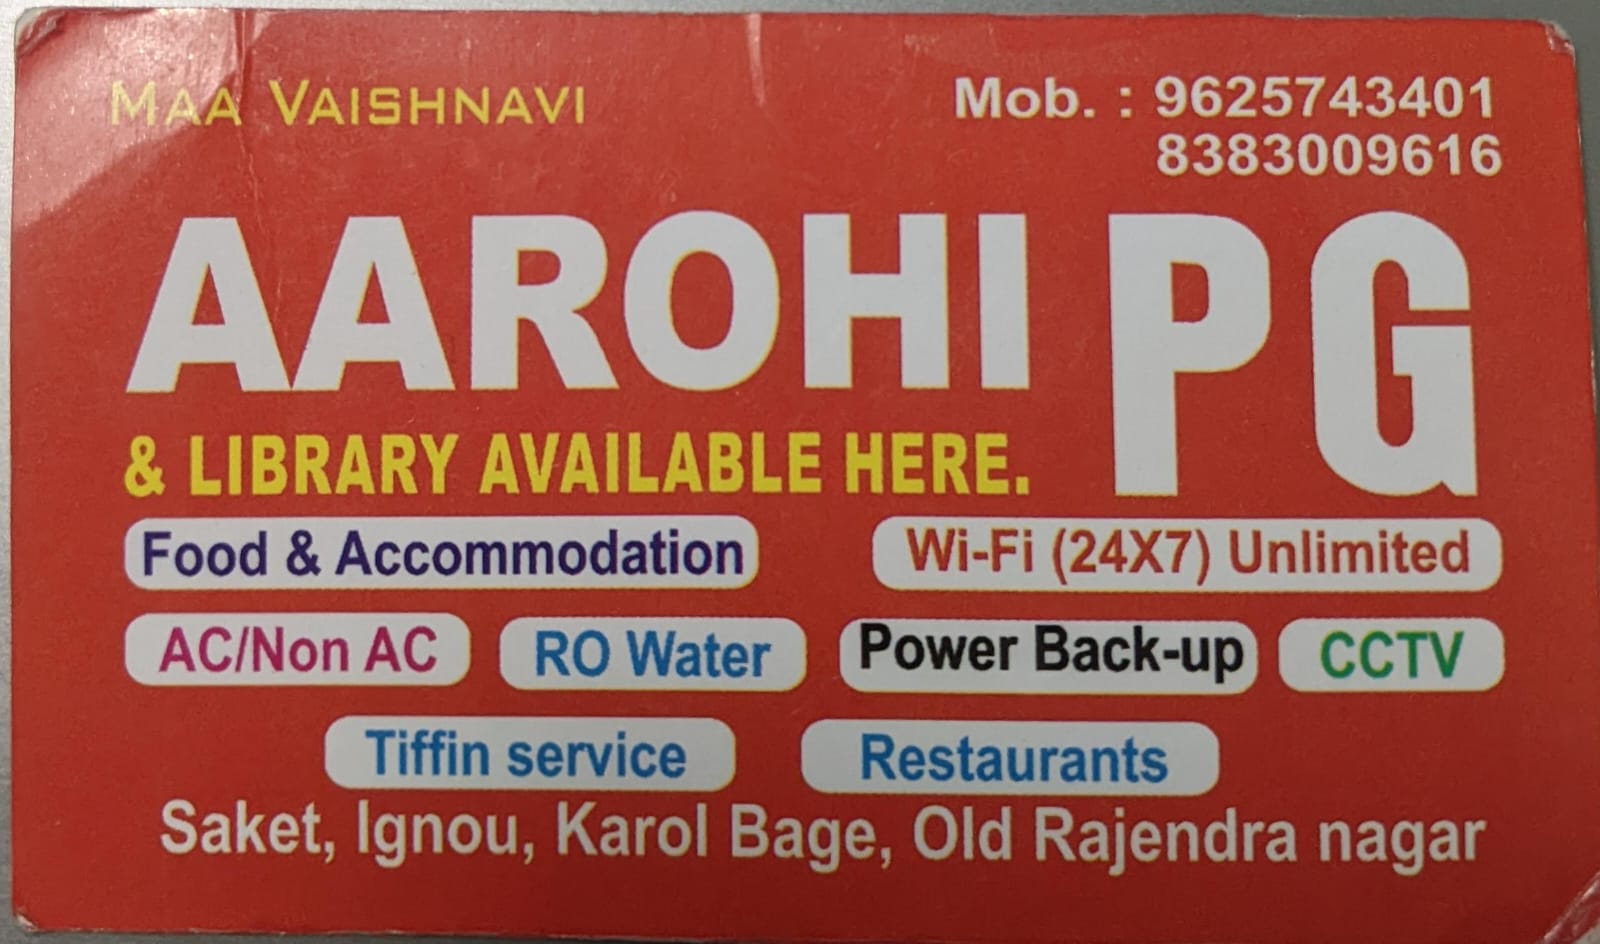 MAA VAISHNAVI
Mob. : 9625743401
8383009616
AAROHI PG
& LIBRARY AVAILABLE HERE.
Food & Accommodation
Wi-Fi (24X7) Unlimited
AC/Non AC
RO Water
Power Back-up
CCTV
Tiffin service
Restaurants
Saket, Ignou, Karol Bage, Old Rajendra nagar